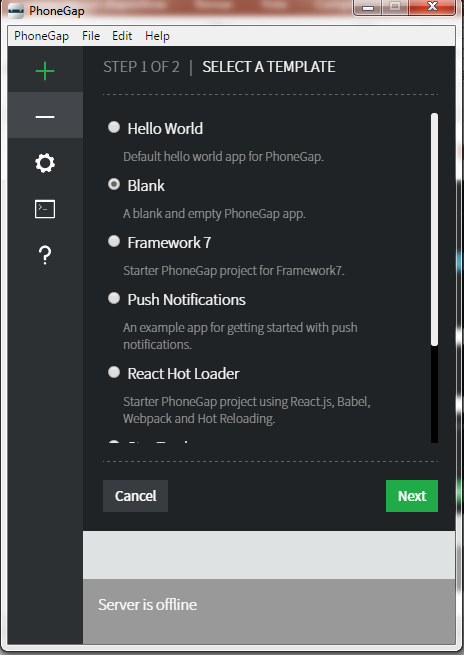 PhoneGap
PhoneGap File Edit Help
STEP 1 OF 2 | SELECT A TEMPLATE
Hello World
Default hello world app for PhoneGap.
Blank
A blank and empty PhoneGap app.
Framework 7
Starter PhoneGap project for Framework7.
Push Notifications
An example app for getting started with push
notifications.
React Hot Loader
Starter PhoneGap project using React.js, Babel,
Webpack and Hot Reloading.
Cancel
Next
Server is offline